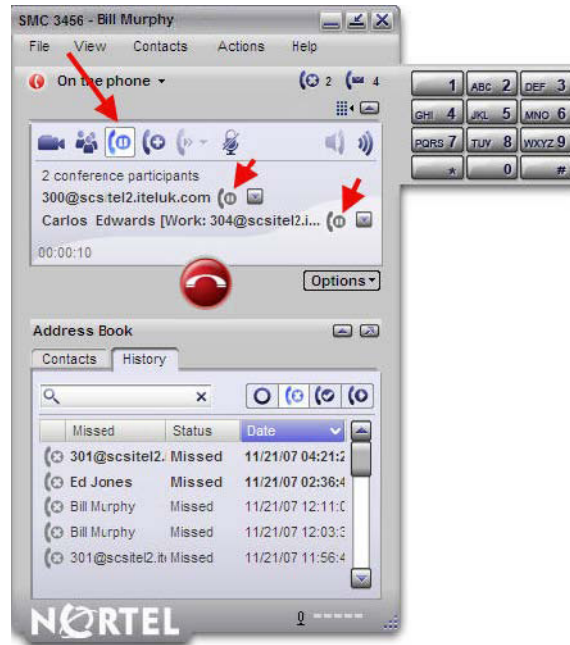 SMC 3456 - Bill Murphy
File View Contacts Actions Help
On the phone 2 4
2 conference participants
300@scsitel2.iteluk.com
Carlos Edwards [Work: 304@scsitel2.i...
00:00:10
Options
1 ABC 2 DEF 3
GHI 4 JKL 5 MNO 6
PQRS 7 TUV 8 WXYZ 9
* 0 #
Address Book
Contacts History
Missed Status Date
301@scsitel2. Missed 11/21/07 04:21:2
Ed Jones Missed 11/21/07 02:36:4
Bill Murphy Missed 11/21/07 12:11:0
Bill Murphy Missed 11/21/07 12:03:3
301@scsitel2.it Missed 11/21/07 11:56:4
NORTEL